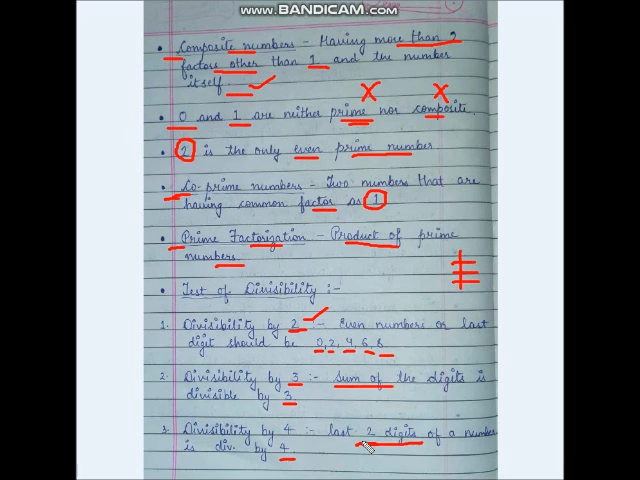 www.BANDICAM.com
• Composite numbers - Having more than 2
factors other than 1 and the number
itself
• 0 and 1 are neither prime nor composite.
• 2 is the only even prime number
• Co-prime numbers - Two numbers that are
having common factor as 1
• Prime Factorization - Product of prime
numbers
• Test of Divisibility :-
1. Divisibility by 2 :- Even numbers or last
digit should be 0, 2, 4, 6, 8
2. Divisibility by 3 :- Sum of the digits is
divisible by 3
3. Divisibility by 4 :- last 2 digits of a number
is div. by 4.